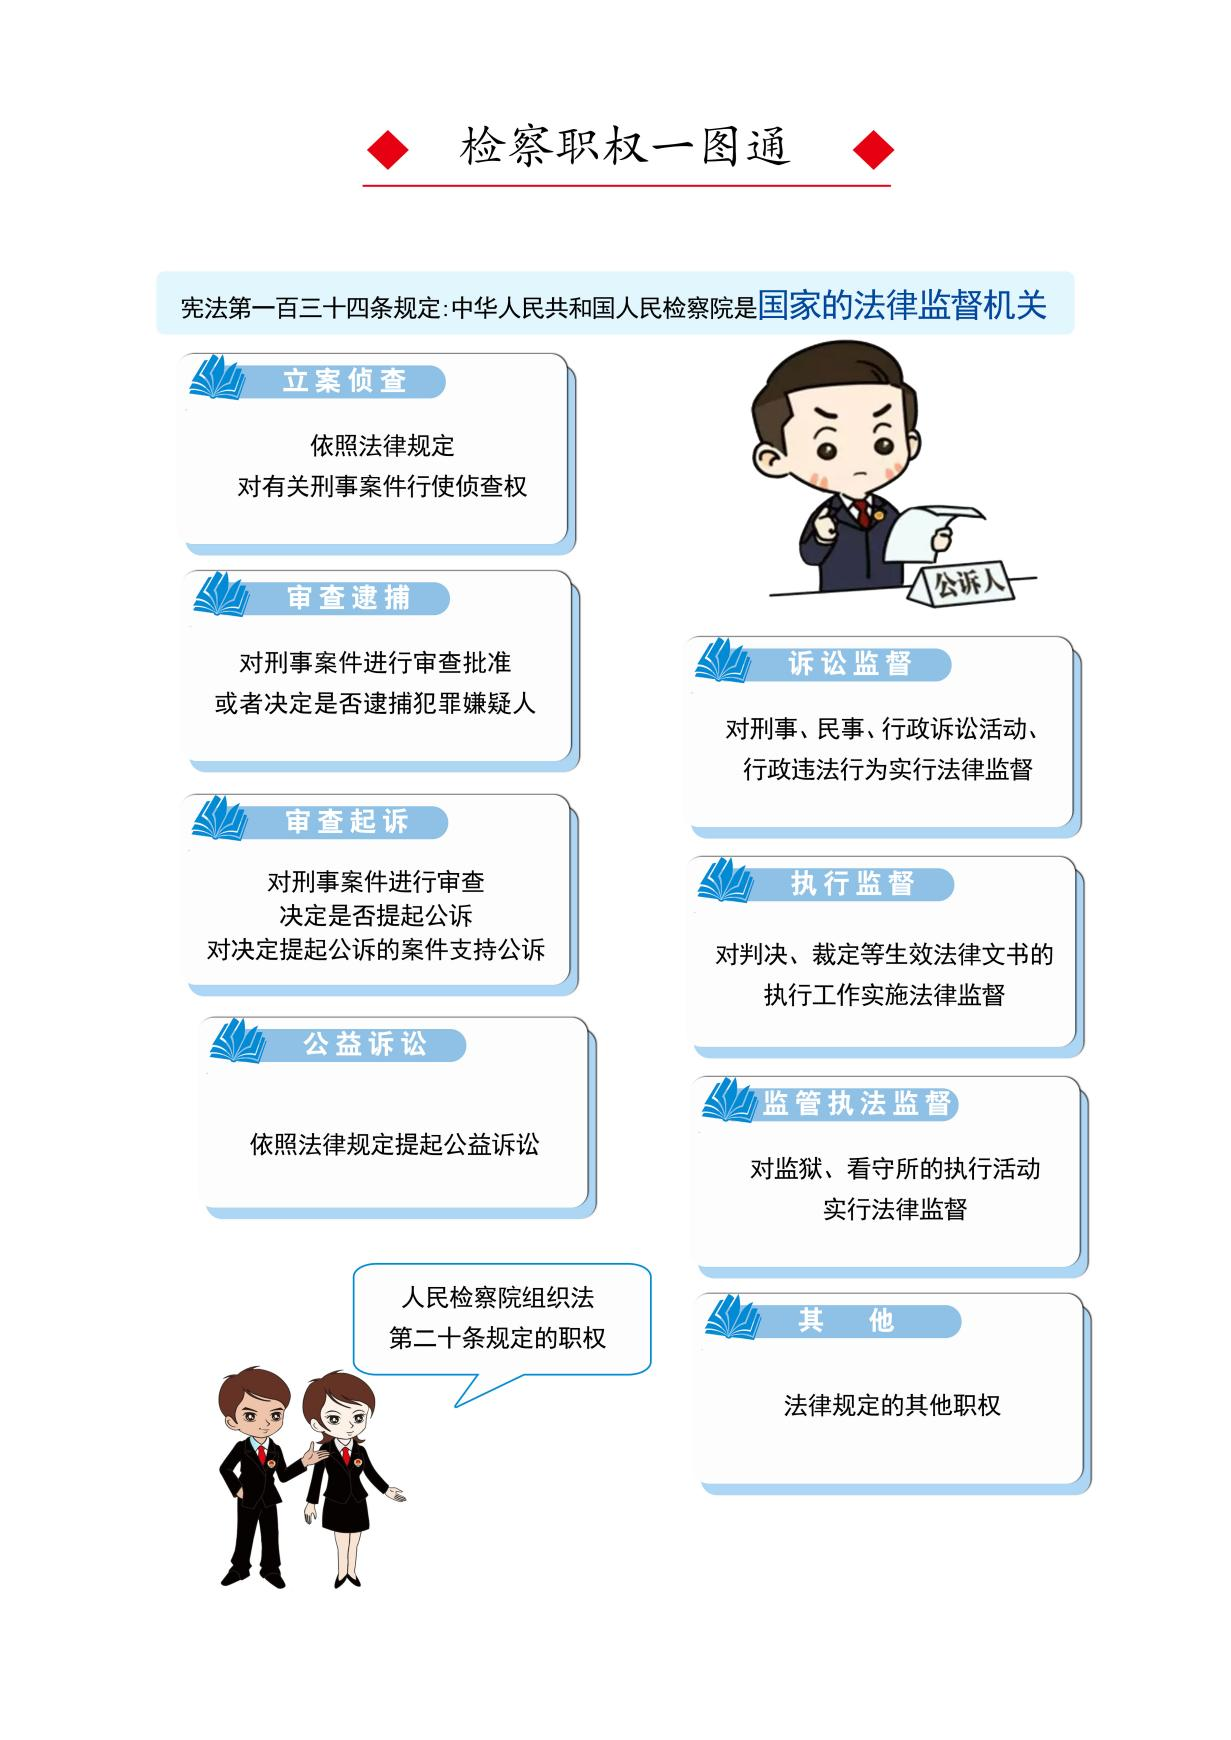 检察职权一图通
宪法第一百三十四条规定:中华人民共和国人民检察院是国家的法律监督机关
立案侦查
依照法律规定
对有关刑事案件行使侦查权
审查逮捕
对刑事案件进行审查批准
或者决定是否逮捕犯罪嫌疑人
审查起诉
对刑事案件进行审查
决定是否提起公诉
对决定提起公诉的案件支持公诉
公益诉讼
依照法律规定提起公益诉讼
人民检察院组织法
第二十条规定的职权
公诉人
诉讼监督
对刑事、民事、行政诉讼活动、
行政违法行为实行法律监督
执行监督
对判决、裁定等生效法律文书的
执行工作实施法律监督
监管执法监督
对监狱、看守所的执行活动
实行法律监督
其 他
法律规定的其他职权